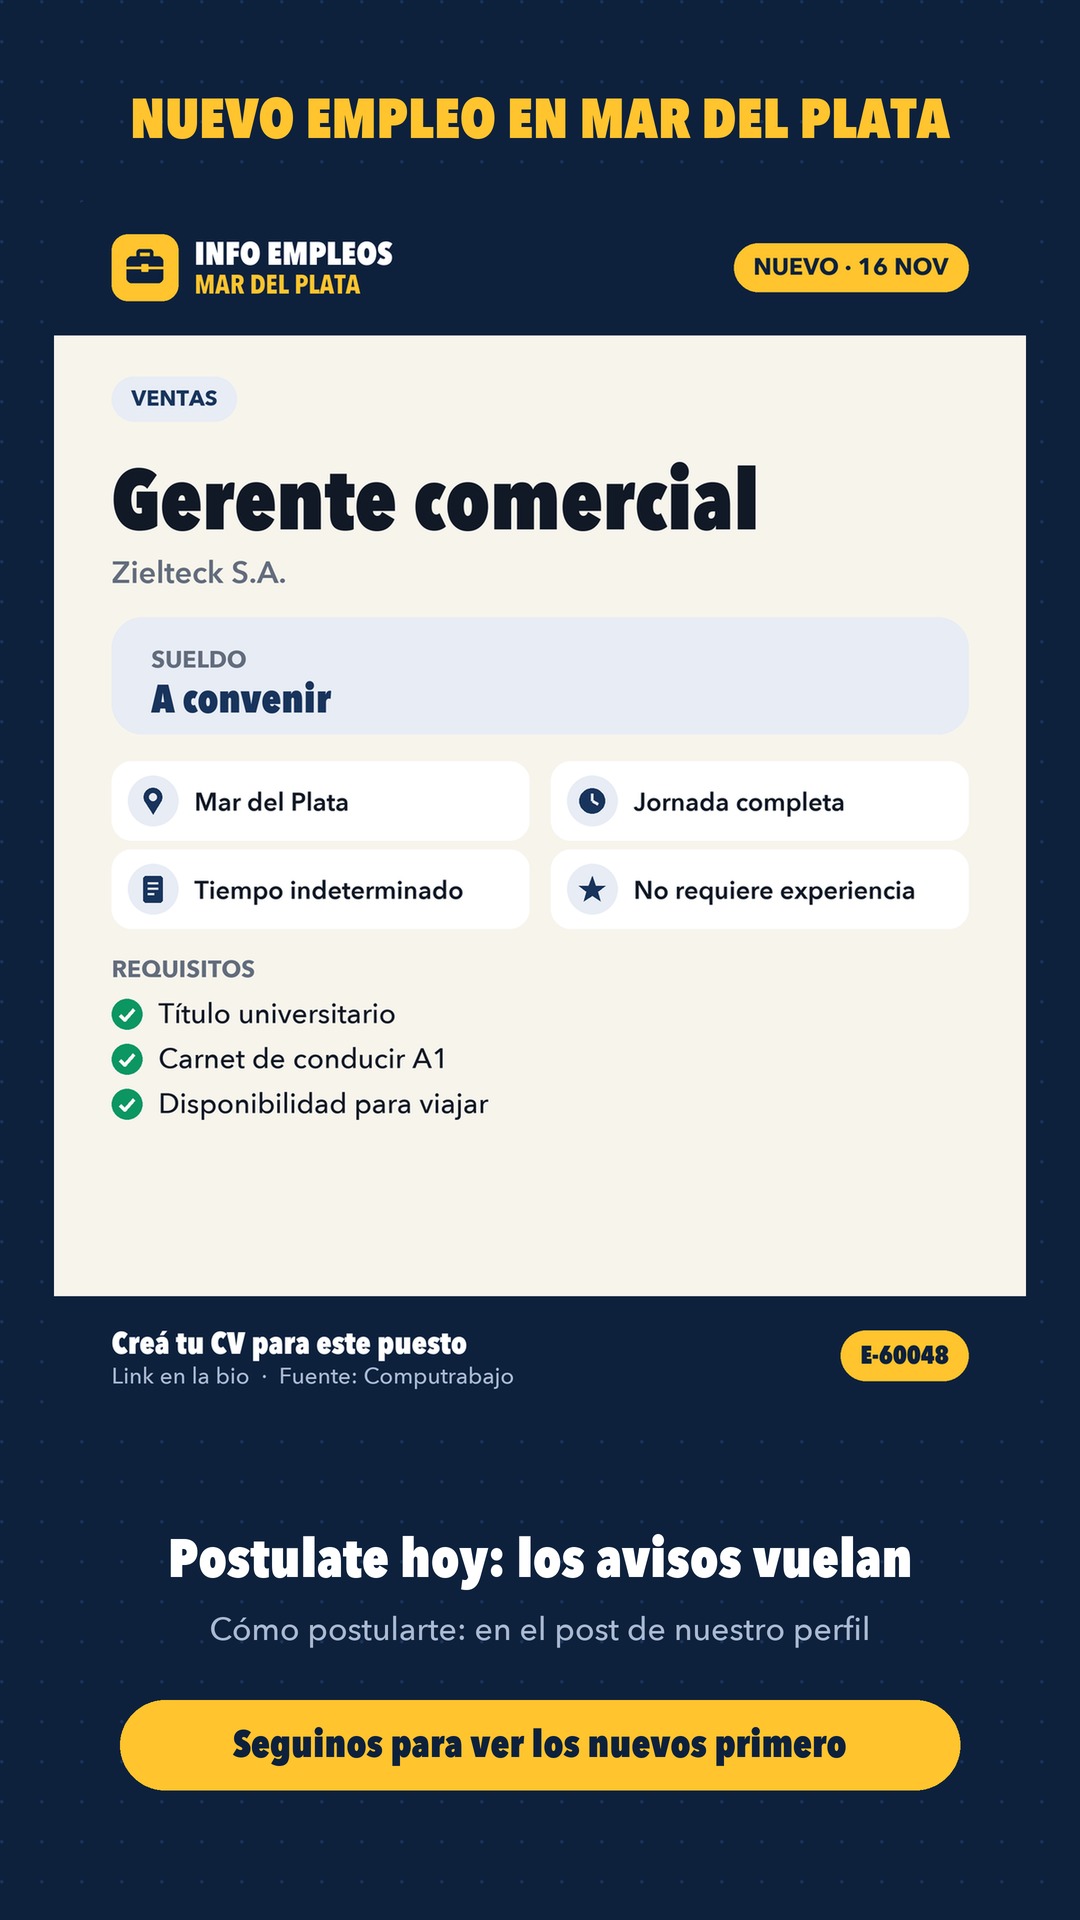 NUEVO EMPLEO EN MAR DEL PLATA
INFO EMPLEOS
MAR DEL PLATA
NUEVO · 16 NOV
VENTAS
Gerente comercial
Zielteck S.A.
SUELDO
A convenir
Mar del Plata
Jornada completa
Tiempo indeterminado
No requiere experiencia
REQUISITOS
Título universitario
Carnet de conducir A1
Disponibilidad para viajar
Creá tu CV para este puesto
Link en la bio · Fuente: Computrabajo
E-60048
Postulate hoy: los avisos vuelan
Cómo postularte: en el post de nuestro perfil
Seguinos para ver los nuevos primero